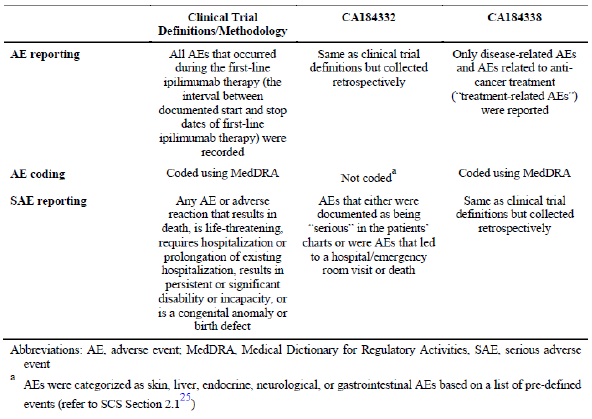 Clinical Trial Definitions/Methodology CA184332 CA184338
AE reporting
All AEs that occurred
during the first-line
ipilimumab therapy (the
interval between
documented start and stop
dates of first-line
ipilimumab therapy) were
recorded
Same as clinical trial
definitions but collected
retrospectively
Only disease-related AEs
and AEs related to anti-
cancer treatment
(“treatment-related AEs”)
were reported
AE coding
Coded using MedDRA
Not coded a
Coded using MedDRA
SAE reporting
Any AE or adverse
reaction that results in
death, is life-threatening,
requires hospitalization or
prolongation of existing
hospitalization, results in
persistent or significant
disability or incapacity, or
is a congenital anomaly or
birth defect
AEs that either were
documented as being
“serious” in the patients’
charts or were AEs that led
to a hospital/emergency
room visit or death
Same as clinical trial
definitions but collected
retrospectively
Abbreviations: AE, adverse event; MedDRA, Medical Dictionary for Regulatory Activities, SAE, serious adverse
event
a AEs were categorized as skin, liver, endocrine, neurological, or gastrointestinal AEs based on a list of pre-defined
events (refer to SCS Section 2.1 25)